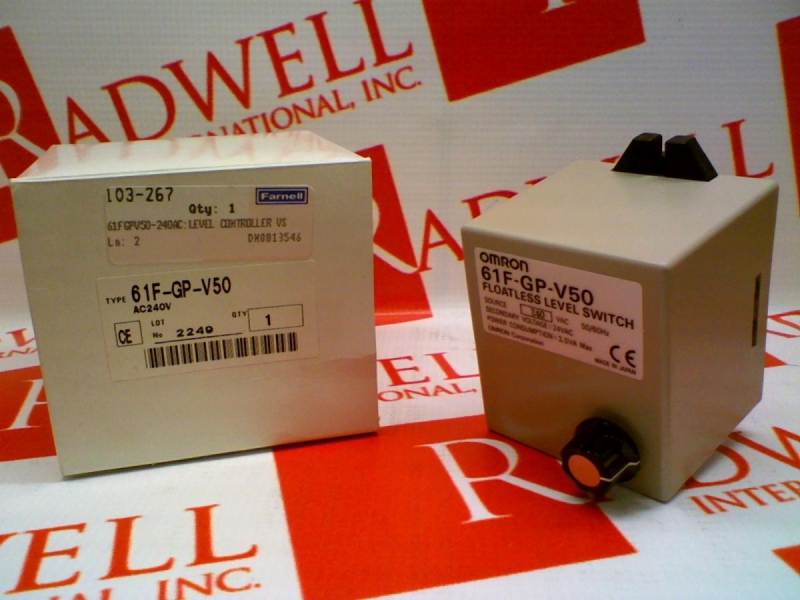 RADWELL
INTERNATIONAL, INC.
103-267
Farnell
Qty: 1
61FGPV50-240AC:LEVEL CONTROLLER VS
Ln: 2
DN0813546
TYPE 61F-GP-V50
AC240V
CE
LOT
No 2249
QTY
1
OMRON
61F-GP-V50
FLOATLESS LEVEL SWITCH
SOURCE 240 VAC 50/60Hz
SECONDARY VOLTAGE: 24VAC
POWER CONSUMPTION: 3.5VA Max
OMRON Corporation
CE
MADE IN JAPAN
RADWELL
INTER
WELL
NAL, INC.
R